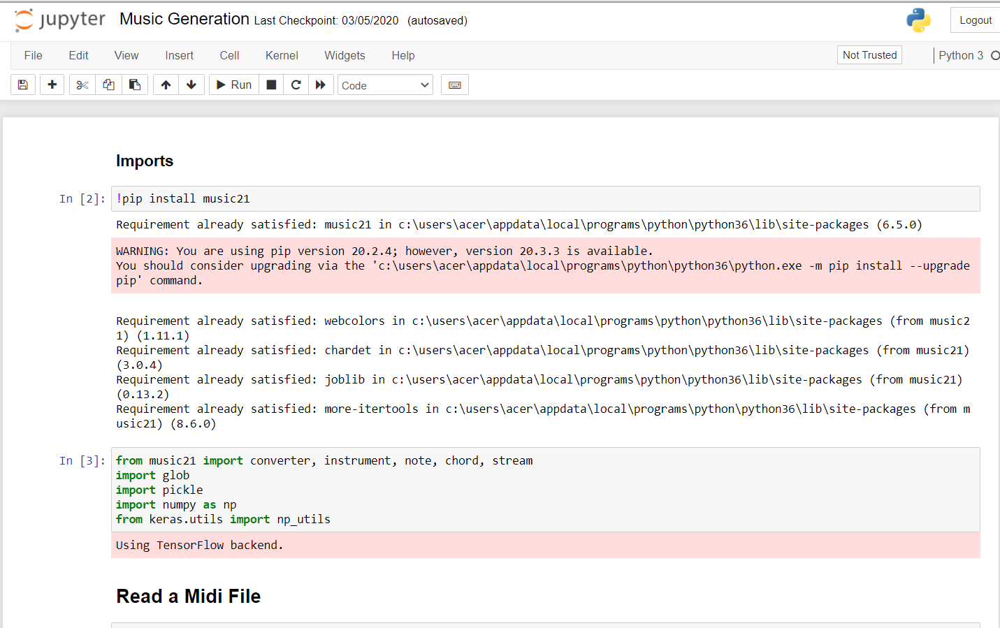 jupyter Music Generation Last Checkpoint: 03/05/2020 (autosaved) Logout
File Edit View Insert Cell Kernel Widgets Help Not Trusted Python 3
Run Code
Imports
In [2]: !pip install music21
Requirement already satisfied: music21 in c:\users\acer\appdata\local\programs\python\python36\lib\site-packages (6.5.0)
WARNING: You are using pip version 20.2.4; however, version 20.3.3 is available.
You should consider upgrading via the 'c:\users\acer\appdata\local\programs\python\python36\python.exe -m pip install --upgrade
pip' command.
Requirement already satisfied: webcolors in c:\users\acer\appdata\local\programs\python\python36\lib\site-packages (from music2
1) (1.11.1)
Requirement already satisfied: chardet in c:\users\acer\appdata\local\programs\python\python36\lib\site-packages (from music21)
(3.0.4)
Requirement already satisfied: joblib in c:\users\acer\appdata\local\programs\python\python36\lib\site-packages (from music21)
(0.13.2)
Requirement already satisfied: more-itertools in c:\users\acer\appdata\local\programs\python\python36\lib\site-packages (from m
usic21) (8.6.0)
In [3]: from music21 import converter, instrument, note, chord, stream
import glob
import pickle
import numpy as np
from keras.utils import np_utils
Using TensorFlow backend.
Read a Midi File